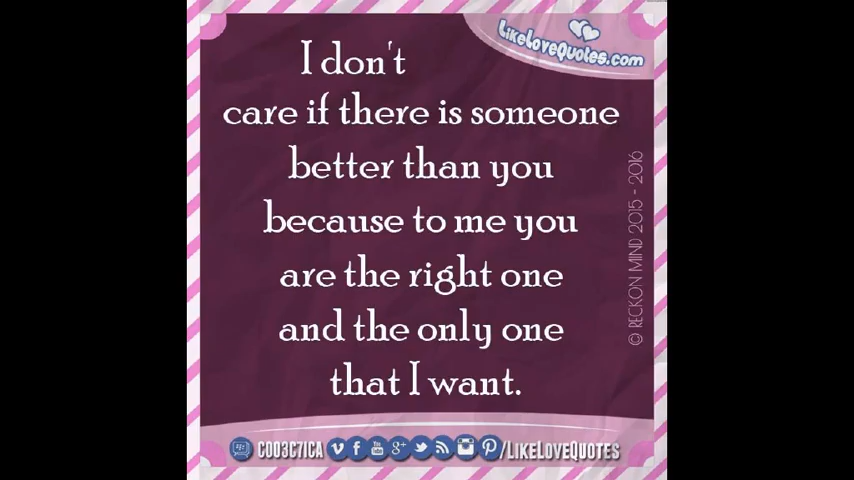 LikeLoveQuotes.com
I don't
care if there is someone
better than you
because to me you
are the right one
and the only one
that I want.
© RECKON MIND 2015 - 2016
C003C71CA /LIKELOVEQUOTES